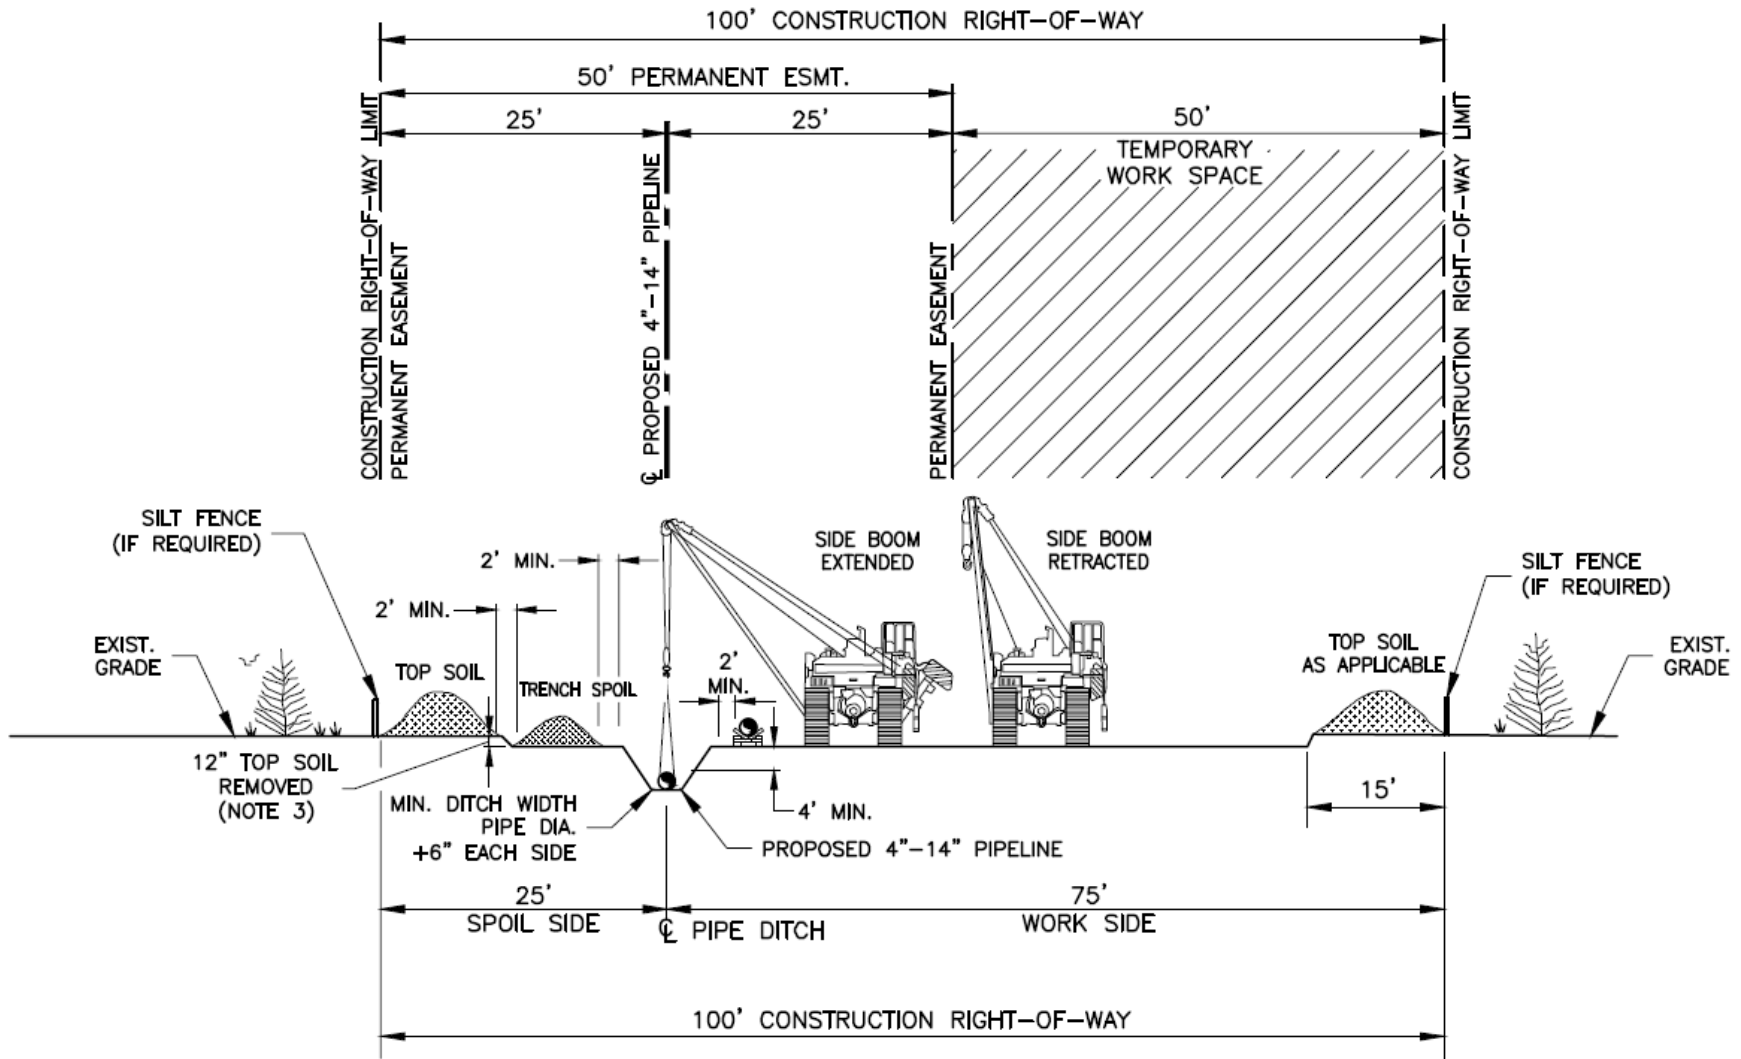 100' CONSTRUCTION RIGHT-OF-WAY
50' PERMANENT ESMT.
25'
25'
50'
TEMPORARY
WORK SPACE
CONSTRUCTION RIGHT-OF-WAY LIMIT
PERMANENT EASEMENT
℄ PROPOSED 4"-14" PIPELINE
PERMANENT EASEMENT
CONSTRUCTION RIGHT-OF-WAY LIMIT
SILT FENCE
(IF REQUIRED)
2' MIN.
SIDE BOOM
EXTENDED
SIDE BOOM
RETRACTED
SILT FENCE
(IF REQUIRED)
2' MIN.
EXIST.
GRADE
TOP SOIL
TRENCH SPOIL
2'
MIN.
TOP SOIL
AS APPLICABLE
EXIST.
GRADE
12" TOP SOIL
REMOVED
(NOTE 3)
MIN. DITCH WIDTH
PIPE DIA.
+6" EACH SIDE
4' MIN.
PROPOSED 4"-14" PIPELINE
15'
25'
SPOIL SIDE
℄ PIPE DITCH
75'
WORK SIDE
100' CONSTRUCTION RIGHT-OF-WAY